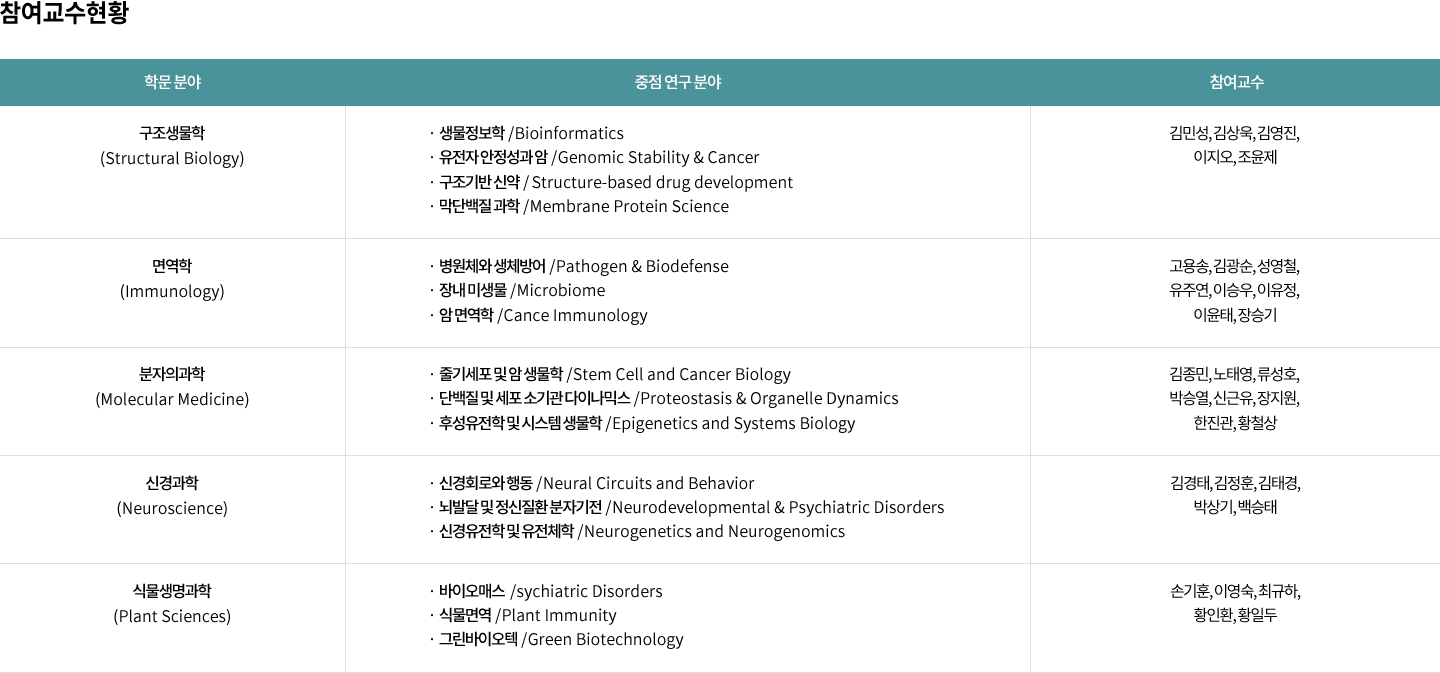 참여교수현황
학문 분야
중점 연구 분야
참여교수
구조생물학
(Structural Biology)
· 생물정보학 /Bioinformatics
· 유전자 안정성과 암 /Genomic Stability & Cancer
· 구조기반 신약 / Structure-based drug development
· 막단백질 과학 /Membrane Protein Science
김민성, 김상욱, 김영진,
이지오, 조윤제
면역학
(Immunology)
· 병원체와 생체방어 /Pathogen & Biodefense
· 장내 미생물 /Microbiome
· 암 면역학 /Cance Immunology
고용송, 김광순, 성영철,
유주연, 이승우, 이유정,
이윤태, 장승기
분자의과학
(Molecular Medicine)
· 줄기세포 및 암 생물학 /Stem Cell and Cancer Biology
· 단백질 및 세포 소기관 다이나믹스 /Proteostasis & Organelle Dynamics
· 후성유전학 및 시스템 생물학 /Epigenetics and Systems Biology
김종민, 노태영, 류성호,
박승열, 신근유, 장지원,
한진관, 황철상
신경과학
(Neuroscience)
· 신경회로와 행동 /Neural Circuits and Behavior
· 뇌발달 및 정신질환 분자기전 /Neurodevelopmental & Psychiatric Disorders
· 신경유전학 및 유전체학 /Neurogenetics and Neurogenomics
김경태, 김정훈, 김태경,
박상기, 백승태
식물생명과학
(Plant Sciences)
· 바이오매스 /sychiatric Disorders
· 식물면역 /Plant Immunity
· 그린바이오텍 /Green Biotechnology
손기훈, 이영숙, 최규하,
황인환, 황일두